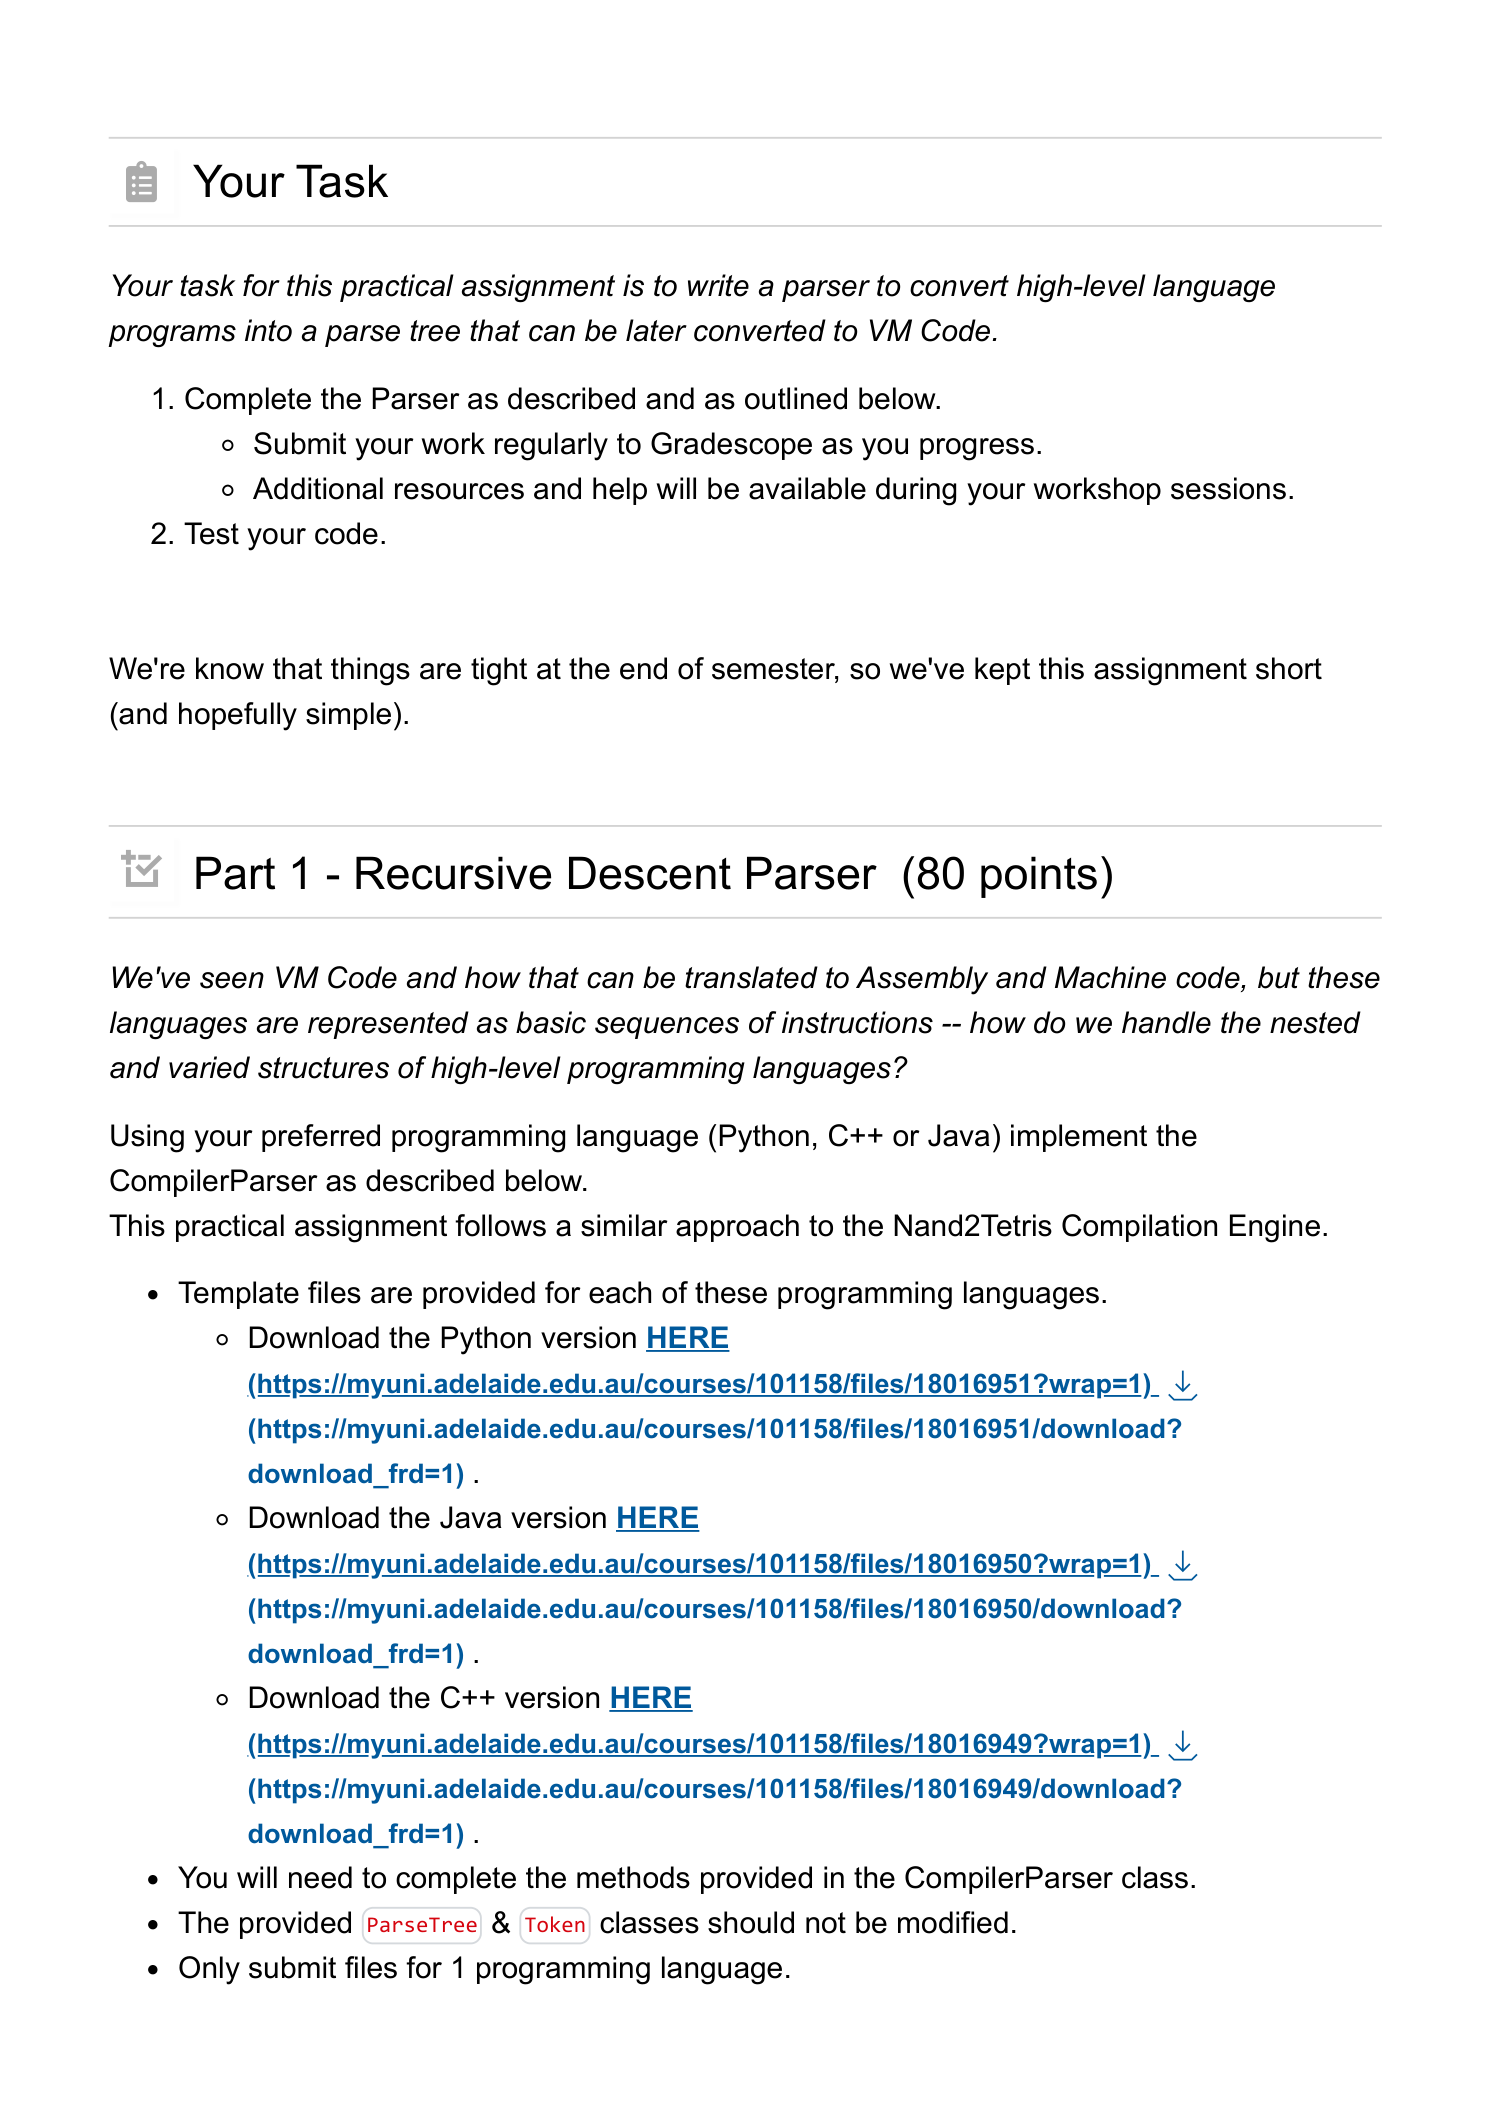 Your Task
Your task for this practical assignment is to write a parser to convert high-level language
programs into a parse tree that can be later converted to VM Code.
1. Complete the Parser as described and as outlined below.
Submit your work regularly to Gradescope as you progress.
Additional resources and help will be available during your workshop sessions.
2. Test your code.
We're know that things are tight at the end of semester, so we've kept this assignment short
(and hopefully simple).
Part 1 - Recursive Descent Parser (80 points)
We've seen VM Code and how that can be translated to Assembly and Machine code, but these
languages are represented as basic sequences of instructions -- how do we handle the nested
and varied structures of high-level programming languages?
Using your preferred programming language (Python, C++ or Java) implement the
CompilerParser as described below.
This practical assignment follows a similar approach to the Nand2Tetris Compilation Engine.
• Template files are provided for each of these programming languages.
Download the Python version HERE
(https://myuni.adelaide.edu.au/courses/101158/files/18016951?wrap=1)
(https://myuni.adelaide.edu.au/courses/101158/files/18016951/download?
download_frd=1) .
Download the Java version HERE
(https://myuni.adelaide.edu.au/courses/101158/files/18016950?wrap=1)
(https://myuni.adelaide.edu.au/courses/101158/files/18016950/download?
download_frd=1) .
Download the C++ version HERE
(https://myuni.adelaide.edu.au/courses/101158/files/18016949?wrap=1)
(https://myuni.adelaide.edu.au/courses/101158/files/18016949/download?
download_frd=1) .
• You will need to complete the methods provided in the CompilerParser class.
• The provided ParseTree & Token classes should not be modified.
• Only submit files for 1 programming language.